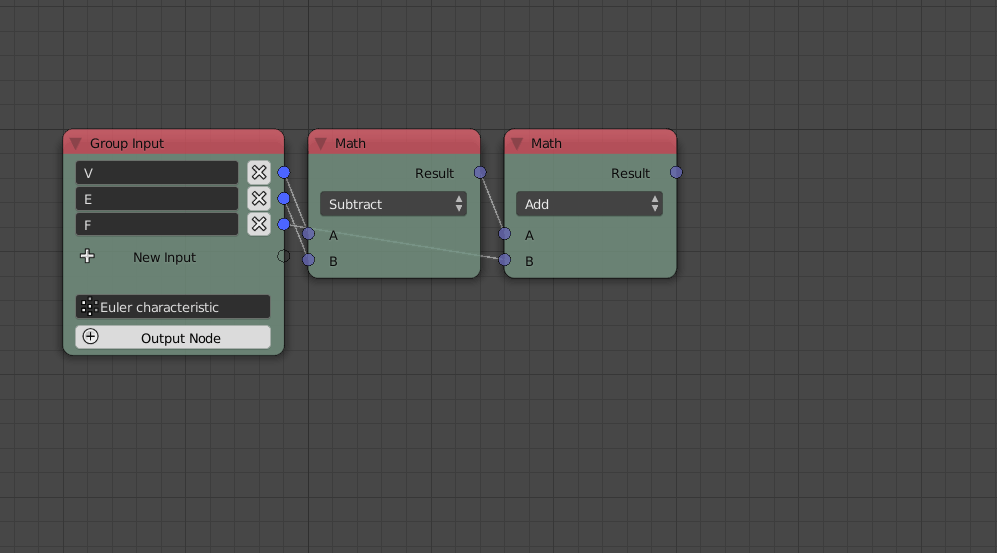 Group Input
V
E
F
New Input
Euler characteristic
Output Node
Math
Result
Subtract
A
B
Math
Result
Add
A
B